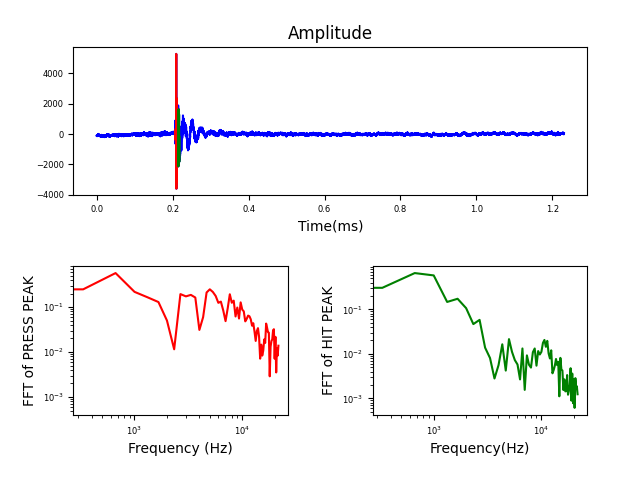 Amplitude
4000
2000
0
−2000
−4000
0.0 0.2 0.4 0.6 0.8 1.0 1.2
Time(ms)
FFT of PRESS PEAK
10⁻¹
10⁻²
10⁻³
10³ 10⁴
Frequency (Hz)
FFT of HIT PEAK
10⁻¹
10⁻²
10⁻³
10³ 10⁴
Frequency(Hz)